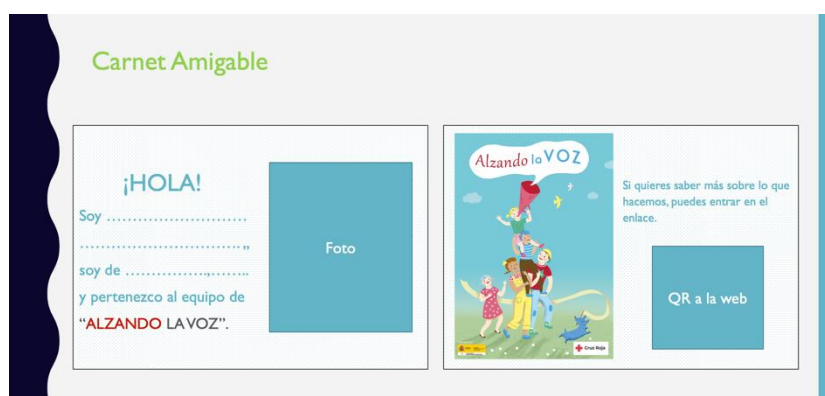 Carnet Amigable
¡HOLA!
Soy ...........................
............................... „
soy de ................,........
y pertenezco al equipo de
“ALZANDO LA VOZ”.
Foto
Alzando la VOZ
Cruz Roja
Si quieres saber más sobre lo que
hacemos, puedes entrar en el
enlace.
QR a la web